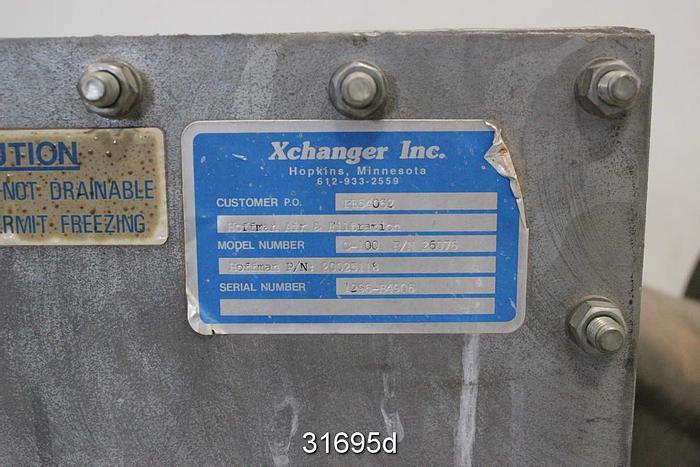 UTION
-NOT DRAINABLE
ERMIT FREEZING
Xchanger Inc.
Hopkins, Minnesota
612-933-2559
CUSTOMER P.O.
Hoffman Air & Filtration
MODEL NUMBER
Hoffman P/N:
SERIAL NUMBER
31695d